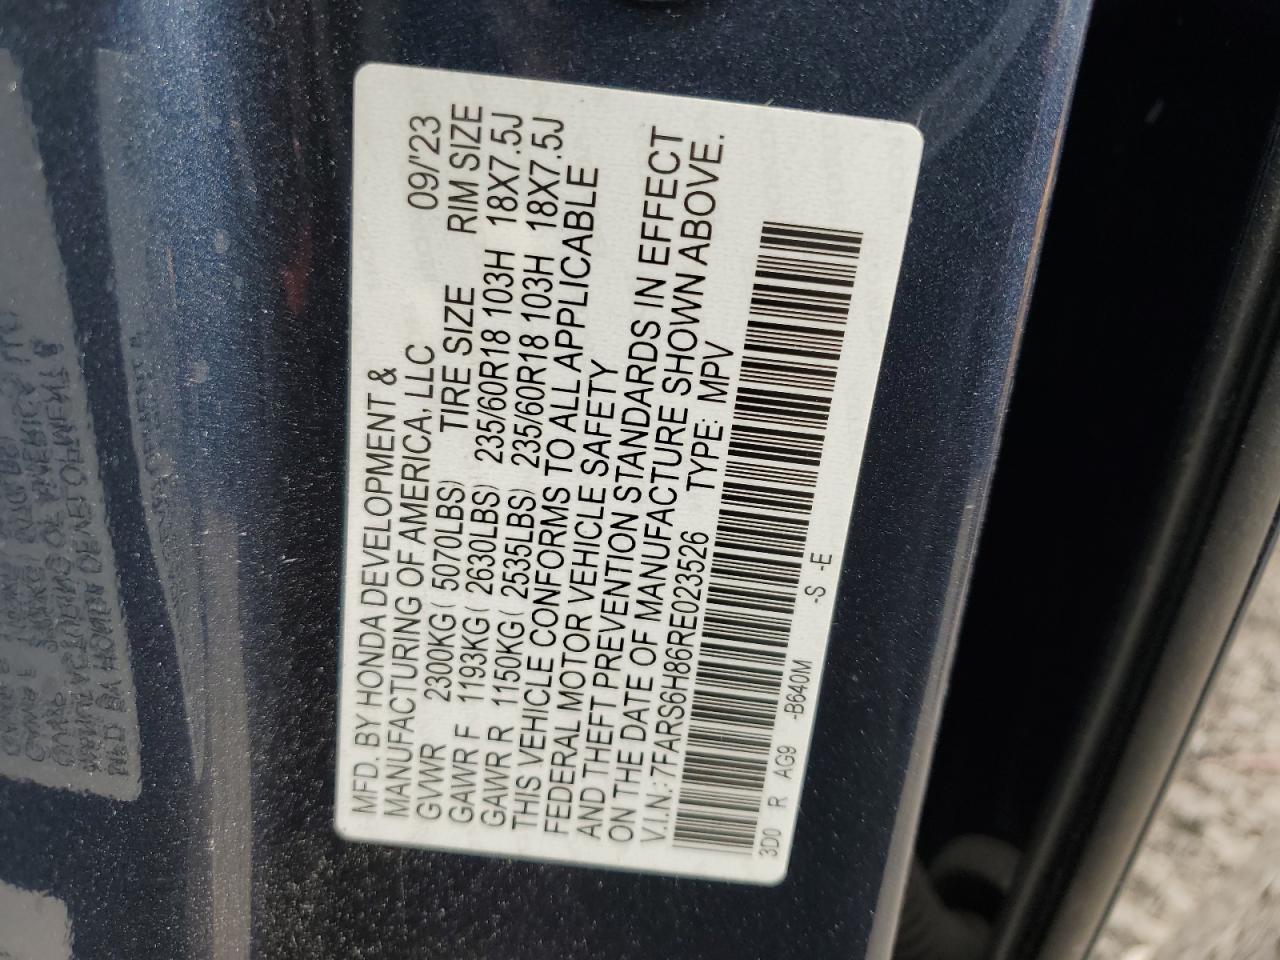 MFD. BY HONDA DEVELOPMENT & 09/'23
MANUFACTURING OF AMERICA, LLC
TIRE SIZE RIM SIZE
GVWR 2300KG( 5070LBS)
GAWR F 1193KG( 2630LBS) 235/60R18 103H 18X7.5J
GAWR R 1150KG( 2535LBS) 235/60R18 103H 18X7.5J
THIS VEHICLE CONFORMS TO ALL APPLICABLE
FEDERAL MOTOR VEHICLE SAFETY
AND THEFT PREVENTION STANDARDS IN EFFECT
ON THE DATE OF MANUFACTURE SHOWN ABOVE.
V.I.N.:7FARS6H86RE023526 TYPE: MPV
3D0 R AG9 -B640M -S -E